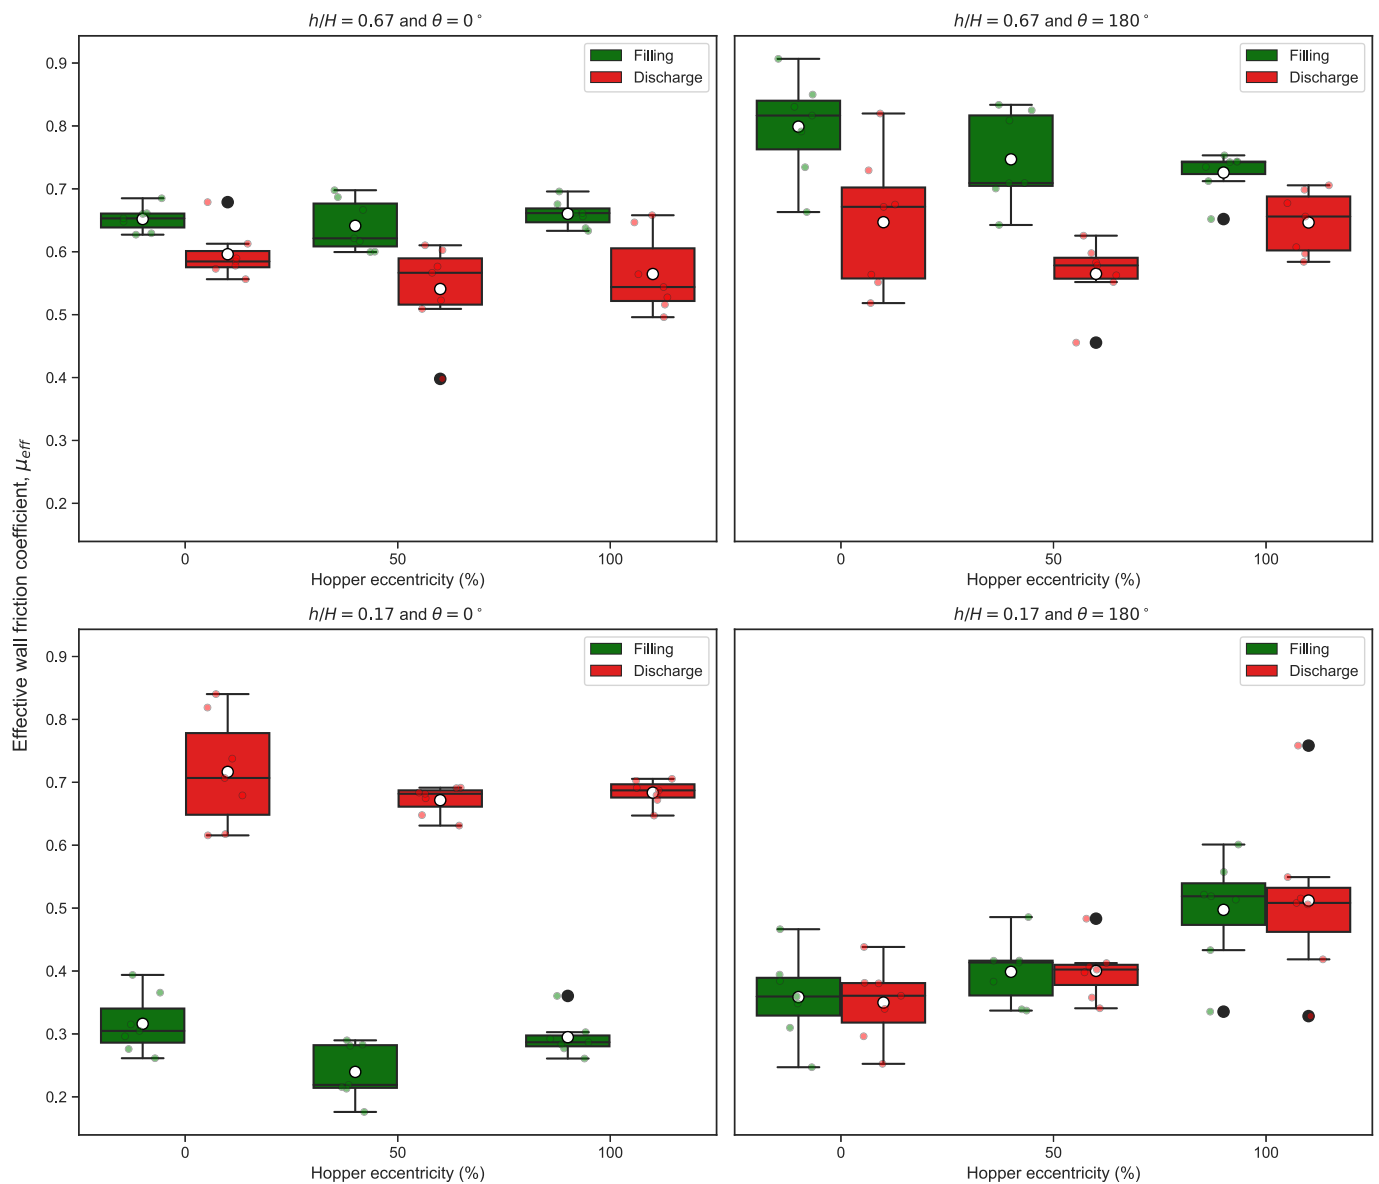 h/H = 0.67 and θ = 0°
h/H = 0.67 and θ = 180°
Filling
Discharge
Filling
Discharge
0.9
0.8
0.7
0.6
0.5
0.4
0.3
0.2
0
50
100
0
50
100
Hopper eccentricity (%)
Hopper eccentricity (%)
Effective wall friction coefficient, μeff
h/H = 0.17 and θ = 0°
h/H = 0.17 and θ = 180°
Filling
Discharge
Filling
Discharge
0.9
0.8
0.7
0.6
0.5
0.4
0.3
0.2
0
50
100
0
50
100
Hopper eccentricity (%)
Hopper eccentricity (%)